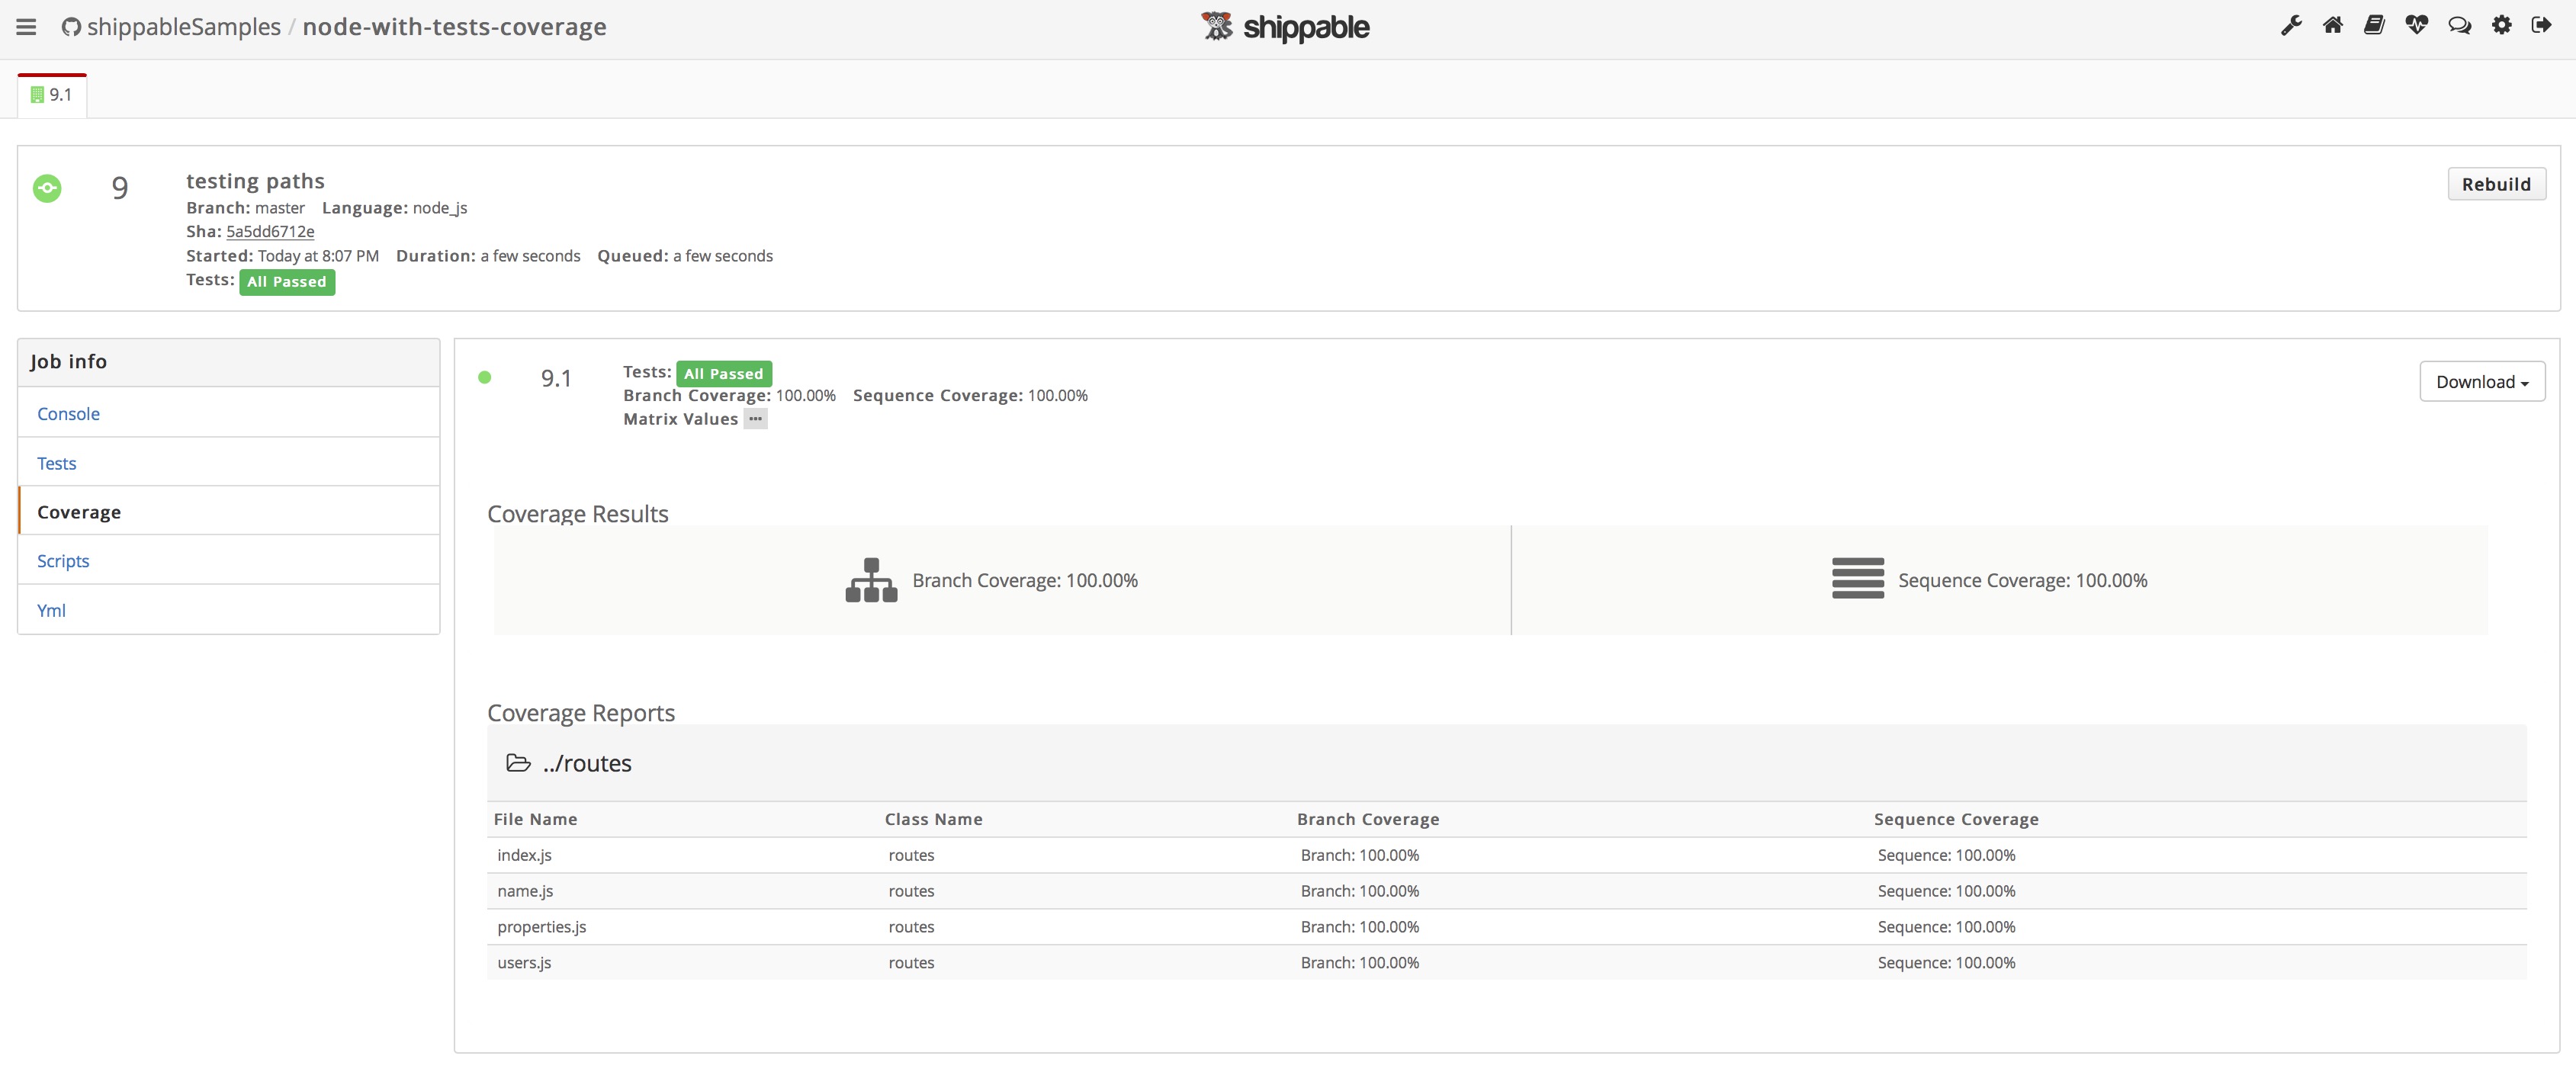 shippableSamples / node-with-tests-coverage
shippable
9.1
9
testing paths
Rebuild
Branch: master Language: node_js
Sha: 5a5dd6712e
Started: Today at 8:07 PM Duration: a few seconds Queued: a few seconds
Tests: All Passed
Job info
Console
Tests
Coverage
Scripts
Yml
9.1
Tests: All Passed
Branch Coverage: 100.00% Sequence Coverage: 100.00%
Matrix Values ...
Download
Coverage Results
Branch Coverage: 100.00% Sequence Coverage: 100.00%
Coverage Reports
../routes
File Name Class Name Branch Coverage Sequence Coverage
index.js routes Branch: 100.00% Sequence: 100.00%
name.js routes Branch: 100.00% Sequence: 100.00%
properties.js routes Branch: 100.00% Sequence: 100.00%
users.js routes Branch: 100.00% Sequence: 100.00%